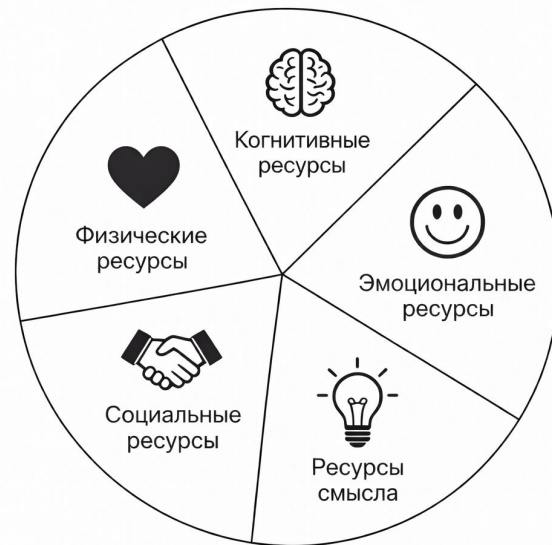 Когнитивные
ресурсы
Эмоциональные
ресурсы
Ресурсы
смысла
Социальные
ресурсы
Физические
ресурсы